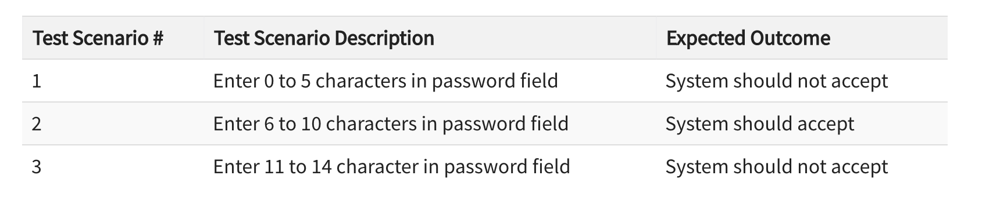 Test Scenario # Test Scenario Description Expected Outcome
1 Enter 0 to 5 characters in password field System should not accept
2 Enter 6 to 10 characters in password field System should accept
3 Enter 11 to 14 character in password field System should not accept